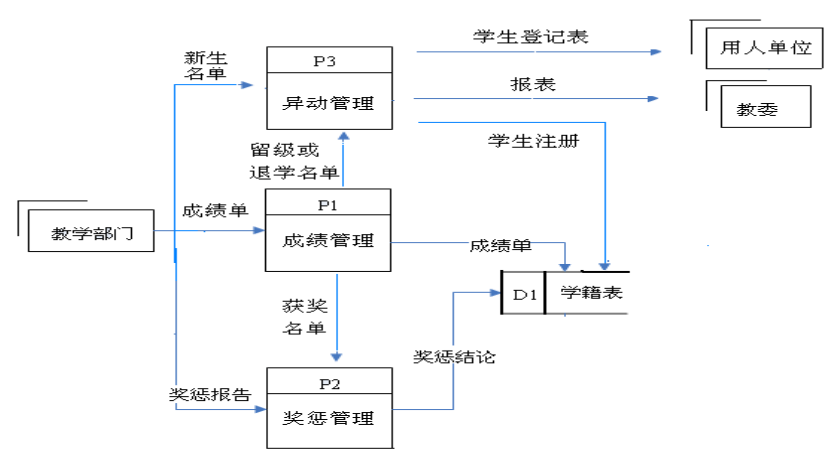 学生登记表
用人单位
P3
新生
名单
异动管理
报表
教委
学生注册
留级或
退学名单
P1
成绩单
教学部门
成绩管理
成绩单
D1
学籍表
获奖
名单
奖惩结论
P2
奖惩报告
奖惩管理